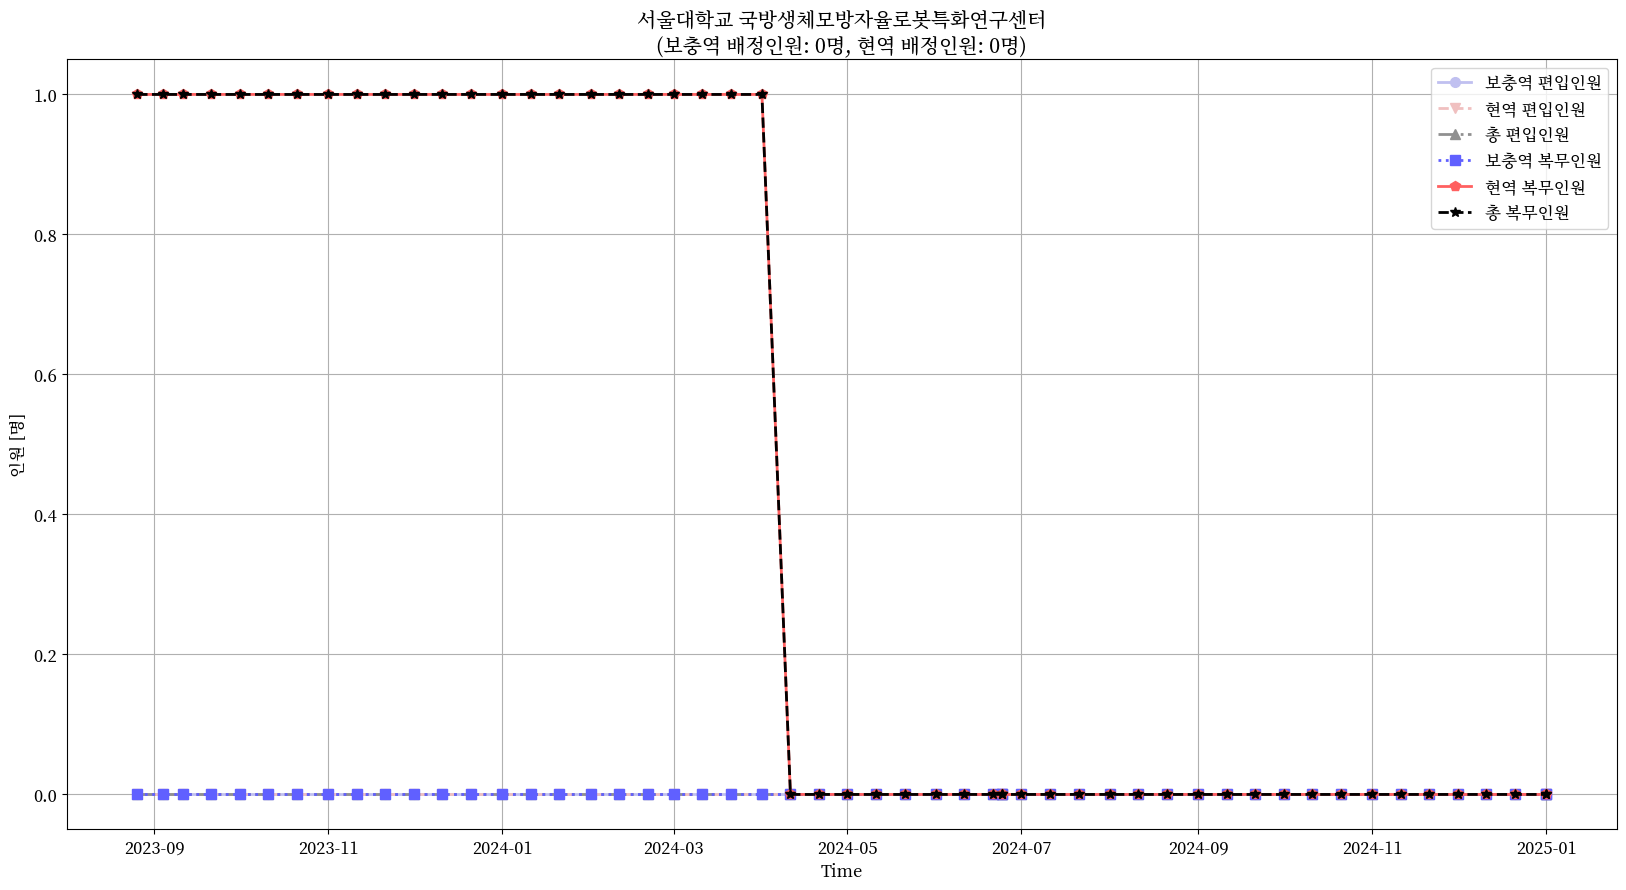 서울대학교 국방생체모방자율로봇특화연구센터
(보충역 배정인원: 0명, 현역 배정인원: 0명)
보충역 편입인원
현역 편입인원
총 편입인원
보충역 복무인원
현역 복무인원
총 복무인원
인원 [명]
1.0
0.8
0.6
0.4
0.2
0.0
2023-09
2023-11
2024-01
2024-03
2024-05
2024-07
2024-09
2024-11
2025-01
Time